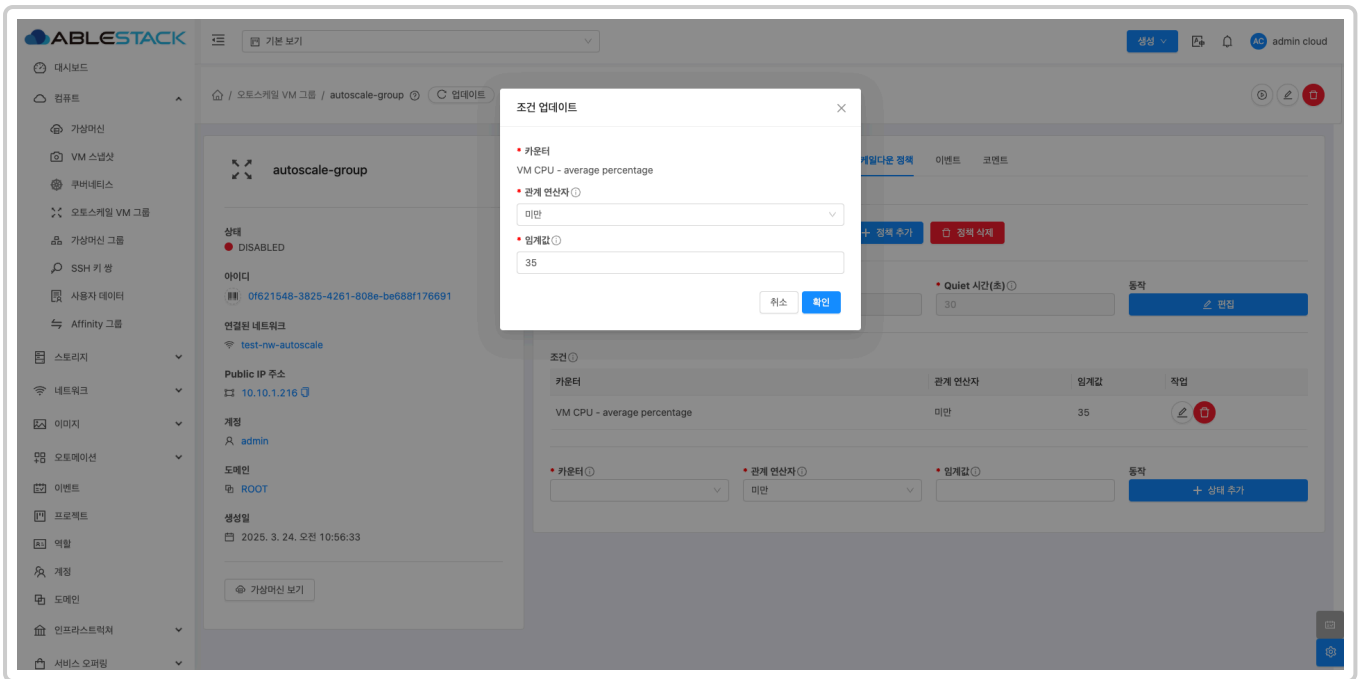 ABLESTACK
기본 보기
생성
AC
admin cloud
대시보드
컴퓨트
가상머신
VM 스냅샷
쿠버네티스
오토스케일 VM 그룹
가상머신 그룹
SSH 키 쌍
사용자 데이터
Affinity 그룹
스토리지
네트워크
이미지
오토메이션
이벤트
프로젝트
역할
계정
도메인
인프라스트럭쳐
서비스 오퍼링
/ 오토스케일 VM 그룹 / autoscale-group
업데이트
autoscale-group
상태
DISABLED
아이디
0f621548-3825-4261-808e-be688f176691
연결된 네트워크
test-nw-autoscale
Public IP 주소
10.10.1.216
계정
admin
도메인
ROOT
생성일
2025. 3. 24. 오전 10:56:33
가상머신 보기
조건 업데이트
* 카운터
VM CPU - average percentage
* 관계 연산자
미만
* 임계값
35
취소
확인
케일다운 정책
이벤트
코멘트
+ 정책 추가
정책 삭제
* Quiet 시간(초)
동작
30
편집
조건
카운터 관계 연산자 임계값 작업
VM CPU - average percentage 미만 35
* 카운터 * 관계 연산자 * 임계값 동작
미만
+ 상태 추가